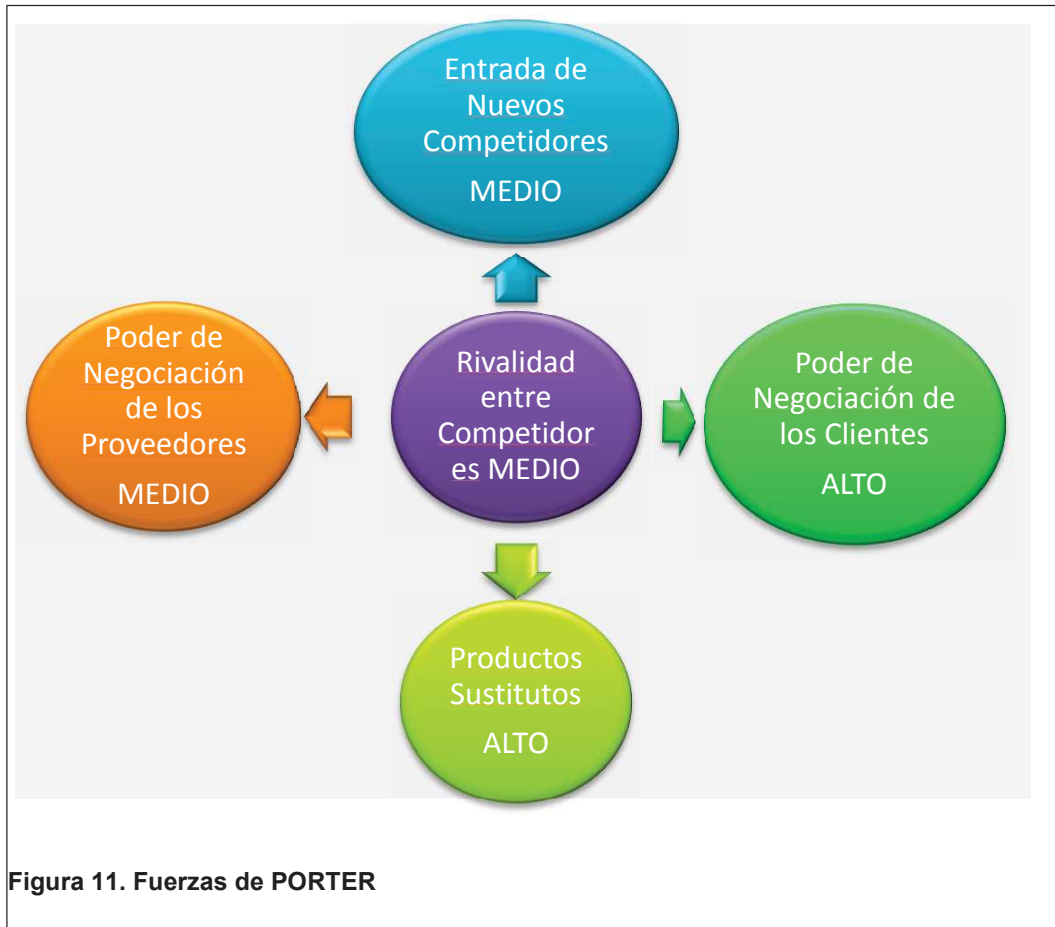 Entrada de
Nuevos
Competidores
MEDIO
Poder de
Negociación
de los
Proveedores
MEDIO
Rivalidad
entre
Competidor
es MEDIO
Poder de
Negociación de
los Clientes
ALTO
Productos
Sustitutos
ALTO
Figura 11. Fuerzas de PORTER